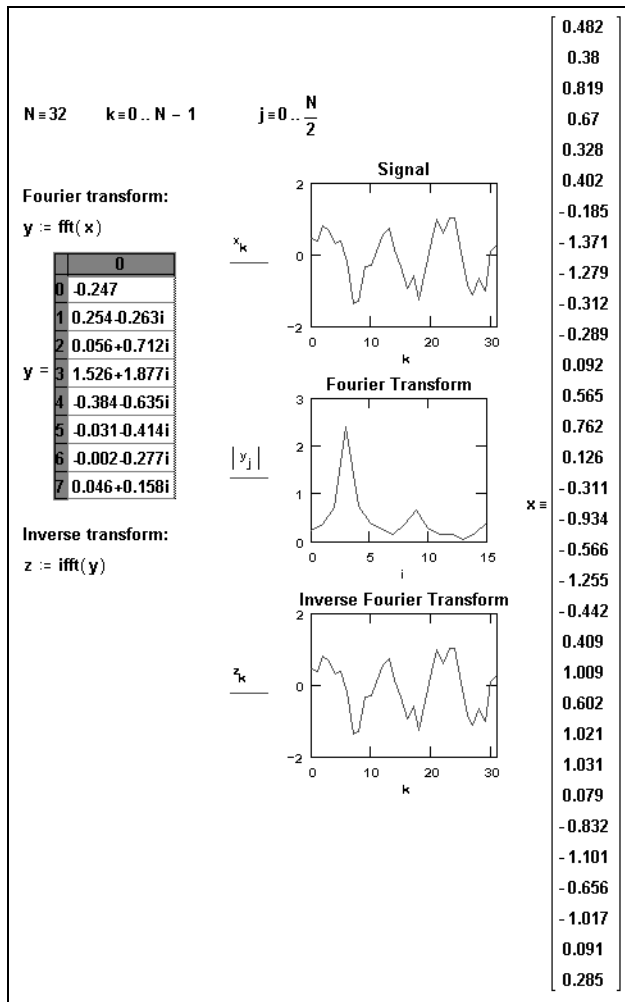 N ≡ 32 k ≡ 0 .. N − 1 j ≡ 0 .. N/2
Fourier transform:
y := fft(x)
y =
0
0 -0.247
1 0.254-0.263i
2 0.056+0.712i
3 1.526+1.877i
4 -0.384-0.635i
5 -0.031-0.414i
6 -0.002-0.277i
7 0.046+0.158i
Inverse transform:
z := ifft(y)
Signal
x_k
2
0
−2
0 10 20 30
k
Fourier Transform
|y_j|
3
2
1
0
0 5 10 15
j
Inverse Fourier Transform
z_k
2
0
−2
0 10 20 30
k
x ≡
0.482
0.38
0.819
0.67
0.328
0.402
-0.185
-1.371
-1.279
-0.312
-0.289
0.092
0.565
0.762
0.126
-0.311
-0.934
-0.566
-1.255
-0.442
0.409
1.009
0.602
1.021
1.031
0.079
-0.832
-1.101
-0.656
-1.017
0.091
0.285